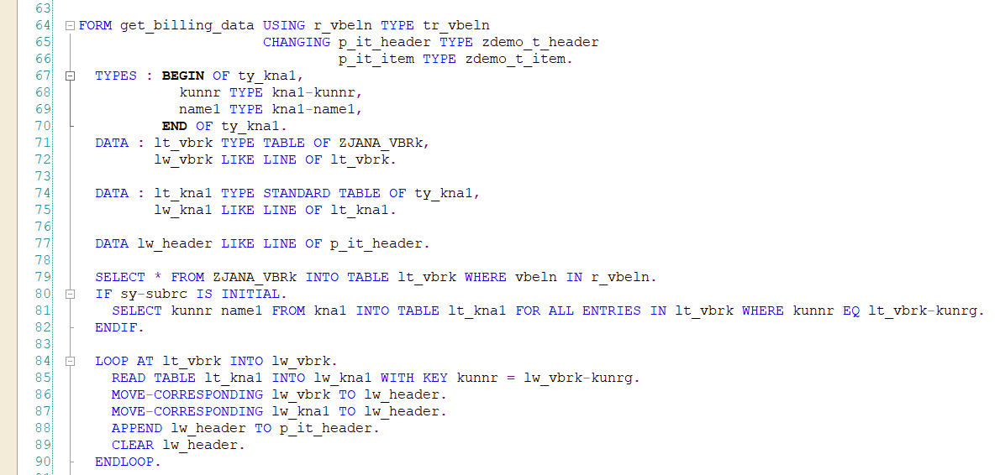 63
64 FORM get_billing_data USING r_vbeln TYPE tr_vbeln
65 CHANGING p_it_header TYPE zdemo_t_header
66 p_it_item TYPE zdemo_t_item.
67 TYPES : BEGIN OF ty_kna1,
68 kunnr TYPE kna1-kunnr,
69 name1 TYPE kna1-name1,
70 END OF ty_kna1.
71 DATA : lt_vbrk TYPE TABLE OF ZJANA_VBRk,
72 lw_vbrk LIKE LINE OF lt_vbrk.
73
74 DATA : lt_kna1 TYPE STANDARD TABLE OF ty_kna1,
75 lw_kna1 LIKE LINE OF lt_kna1.
76
77 DATA lw_header LIKE LINE OF p_it_header.
78
79 SELECT * FROM ZJANA_VBRk INTO TABLE lt_vbrk WHERE vbeln IN r_vbeln.
80 IF sy-subrc IS INITIAL.
81 SELECT kunnr name1 FROM kna1 INTO TABLE lt_kna1 FOR ALL ENTRIES IN lt_vbrk WHERE kunnr EQ lt_vbrk-kunrg.
82 ENDIF.
83
84 LOOP AT lt_vbrk INTO lw_vbrk.
85 READ TABLE lt_kna1 INTO lw_kna1 WITH KEY kunnr = lw_vbrk-kunrg.
86 MOVE-CORRESPONDING lw_vbrk TO lw_header.
87 MOVE-CORRESPONDING lw_kna1 TO lw_header.
88 APPEND lw_header TO p_it_header.
89 CLEAR lw_header.
90 ENDLOOP.